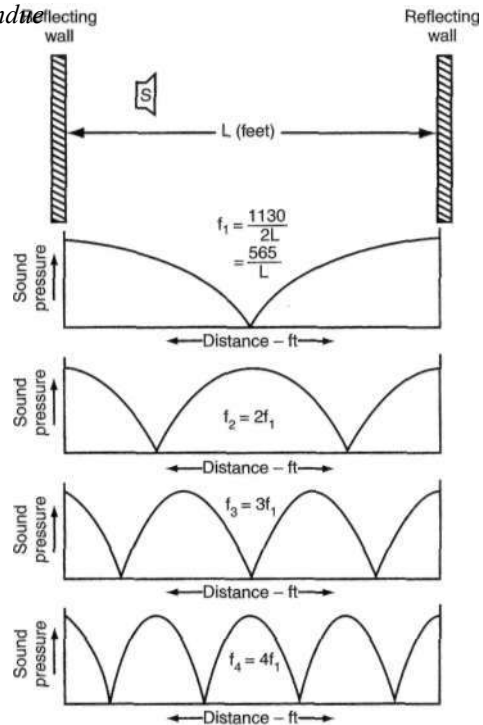 ndue
Reflecting
wall
Reflecting
wall
S
L (feet)
f₁ = 1130
2L
= 565
L
Sound
pressure
Distance – ft
f₂ = 2f₁
Sound
pressure
Distance – ft
f₃ = 3f₁
Sound
pressure
Distance – ft
f₄ = 4f₁
Sound
pressure
Distance – ft